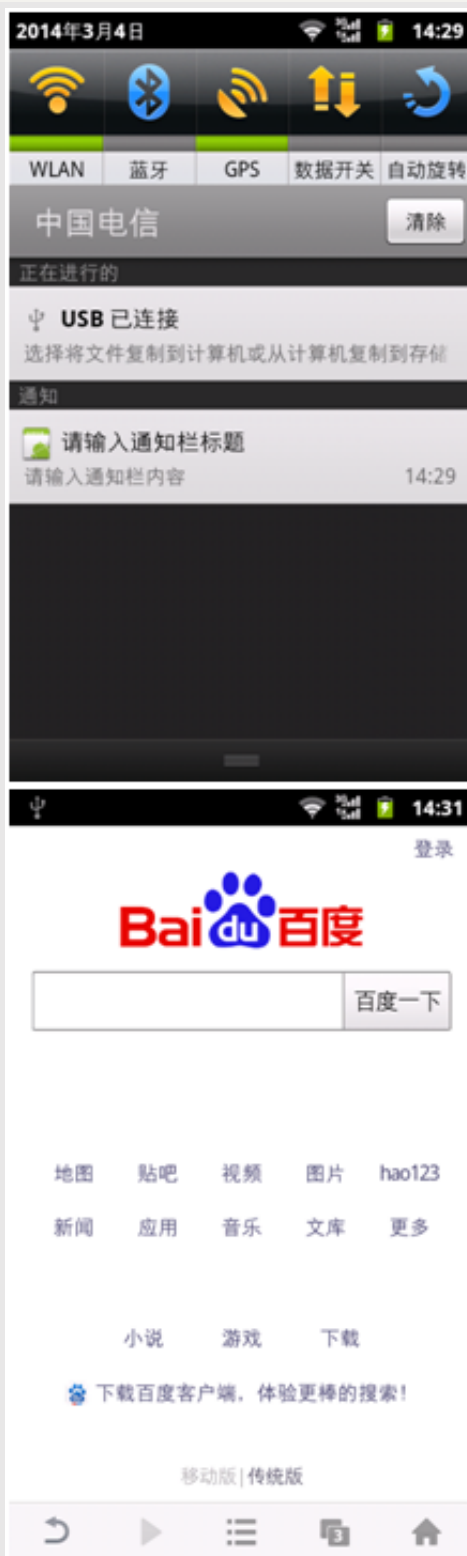 2014年3月4日 3G 1X 14:29
WLAN 蓝牙 GPS 数据开关 自动旋转
中国电信 清除
正在进行的
USB 已连接
选择将文件复制到计算机或从计算机复制到存储
通知
请输入通知栏标题
请输入通知栏内容 14:29
14:31
登录
Bai du 百度
百度一下
地图 贴吧 视频 图片 hao123
新闻 应用 音乐 文库 更多
小说 游戏 下载
下载百度客户端，体验更棒的搜索！
移动版|传统版
3